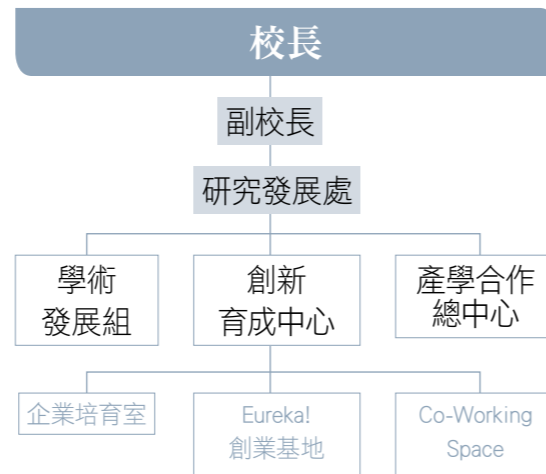 校長
副校長
研究發展處
學術
發展組
創新
育成中心
產學合作
總中心
企業培育室
Eureka!
創業基地
Co-Working
Space